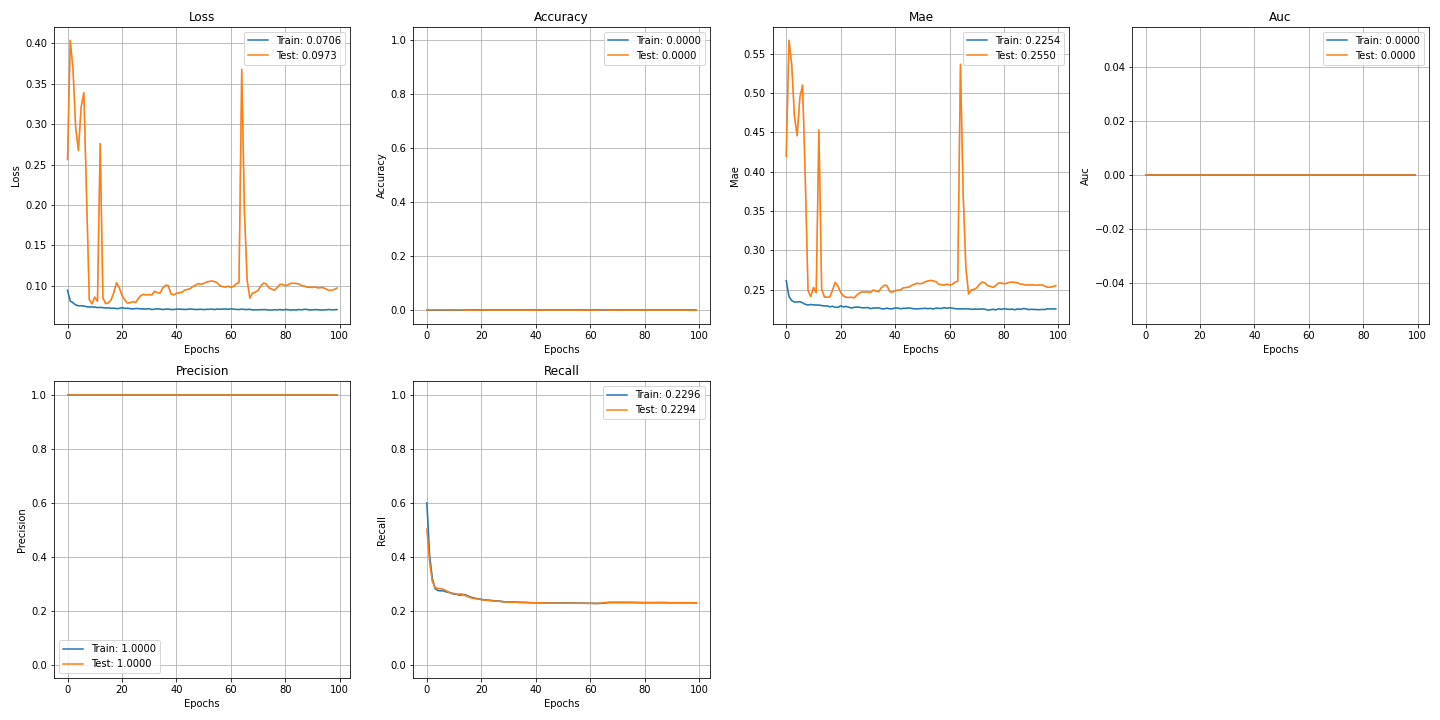 Loss
Train: 0.0706
Test: 0.0973
0.40
0.35
0.30
0.25
0.20
0.15
0.10
Loss
0 20 40 60 80 100
Epochs
Accuracy
Train: 0.0000
Test: 0.0000
1.0
0.8
0.6
0.4
0.2
0.0
Accuracy
0 20 40 60 80 100
Epochs
Mae
Train: 0.2254
Test: 0.2550
0.55
0.50
0.45
0.40
0.35
0.30
0.25
Mae
0 20 40 60 80 100
Epochs
Auc
Train: 0.0000
Test: 0.0000
0.04
0.02
0.00
−0.02
−0.04
Auc
0 20 40 60 80 100
Epochs
Precision
1.0
0.8
0.6
0.4
0.2
0.0
Precision
Train: 1.0000
Test: 1.0000
0 20 40 60 80 100
Epochs
Recall
Train: 0.2296
Test: 0.2294
1.0
0.8
0.6
0.4
0.2
0.0
Recall
0 20 40 60 80 100
Epochs